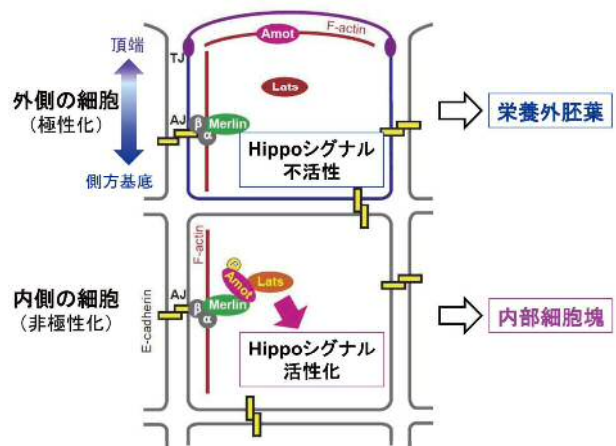 頂端
TJ
Amot
F-actin
Lats
外側の細胞
(極性化)
AJ
β
Merlin
α
側方基底
Hippoシグナル
不活性
栄養外胚葉
F-actin
P
Amot
Lats
内側の細胞
(非極性化)
AJ
β
Merlin
α
E-cadherin
Hippoシグナル
活性化
内部細胞塊